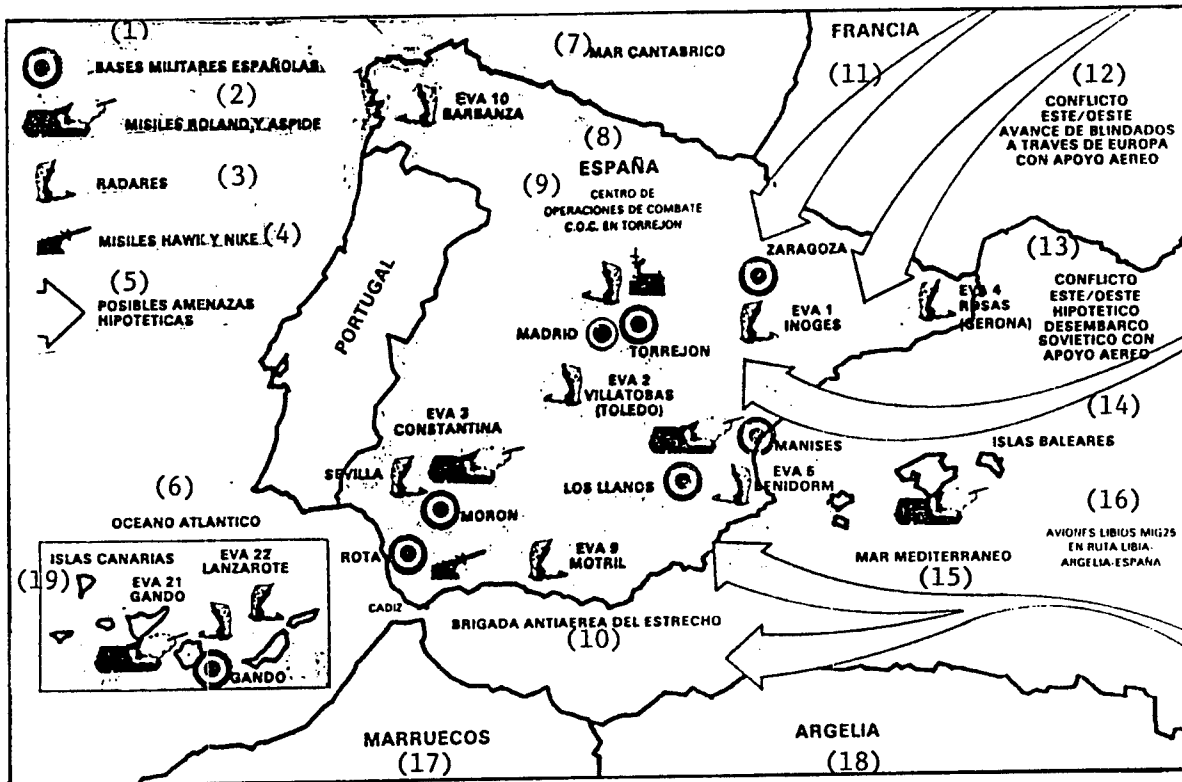 (1)
BASES MILITARES ESPAÑOLAS
(2)
MISILES ROLAND Y ASPIDE
RADARES (3)
MISILES HAWK Y NIKE (4)
(5)
POSIBLES AMENAZAS
HIPOTETICAS
(7) MAR CANTABRICO
FRANCIA
(11)
(12)
CONFLICTO
ESTE/OESTE
AVANCE DE BLINDADOS
A TRAVES DE EUROPA
CON APOYO AEREO
EVA 10
BARBANZA
(8)
ESPAÑA
(9) CENTRO DE
OPERACIONES DE COMBATE
C.O.C. EN TORREJON
PORTUGAL
ZARAGOZA
(13)
CONFLICTO
ESTE/OESTE
HIPOTETICO
DESEMBARCO
SOVIETICO CON
APOYO AEREO
EVA 4
ROSAS
(GERONA)
EVA 1
INOGES
MADRID
TORREJON
EVA 2
VILLATOBAS
(TOLEDO)
EVA 3
CONSTANTINA
SEVILLA
MORON
MANISES
LOS LLANOS
EVA 5
BENIDORM
(14)
ISLAS BALEARES
(6)
OCEANO ATLANTICO
(16)
AVIONES LIBIOS MIG25
EN RUTA LIBIA-
ARGELIA-ESPAÑA
MAR MEDITERRANEO
(15)
ROTA
EVA 9
MOTRIL
CADIZ
BRIGADA ANTIAEREA DEL ESTRECHO
(10)
ISLAS CANARIAS
(19)
EVA 22
LANZAROTE
EVA 21
GANDO
GANDO
MARRUECOS
(17)
ARGELIA
(18)